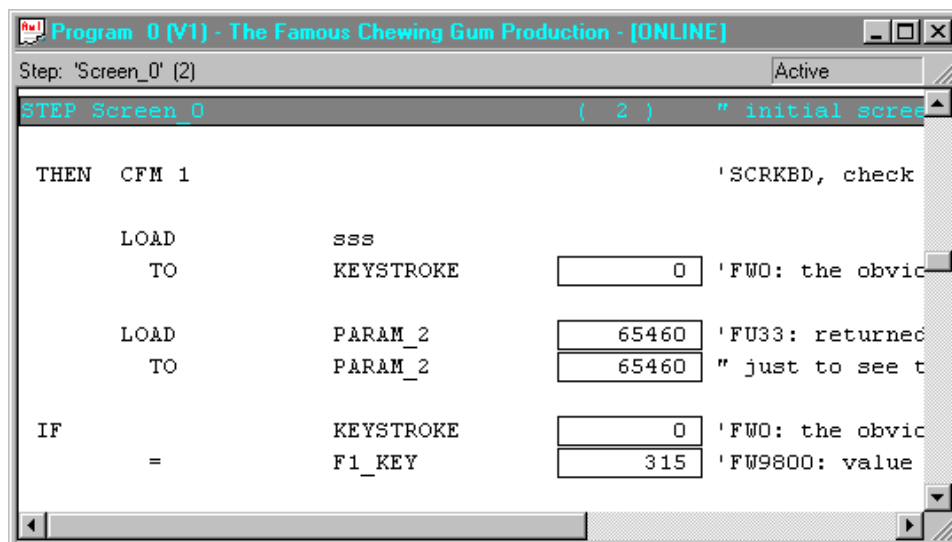 Awl Program 0 (V1) - The Famous Chewing Gum Production - [ONLINE]
Step: 'Screen_0' (2) Active
STEP Screen_0 ( 2 ) " initial scree
THEN CFM 1 'SCRKBD, check
LOAD sss
TO KEYSTROKE 0 'FW0: the obvic
LOAD PARAM_2 65460 'FU33: returned
TO PARAM_2 65460 " just to see t
IF KEYSTROKE 0 'FW0: the obvic
= F1_KEY 315 'FW9800: value